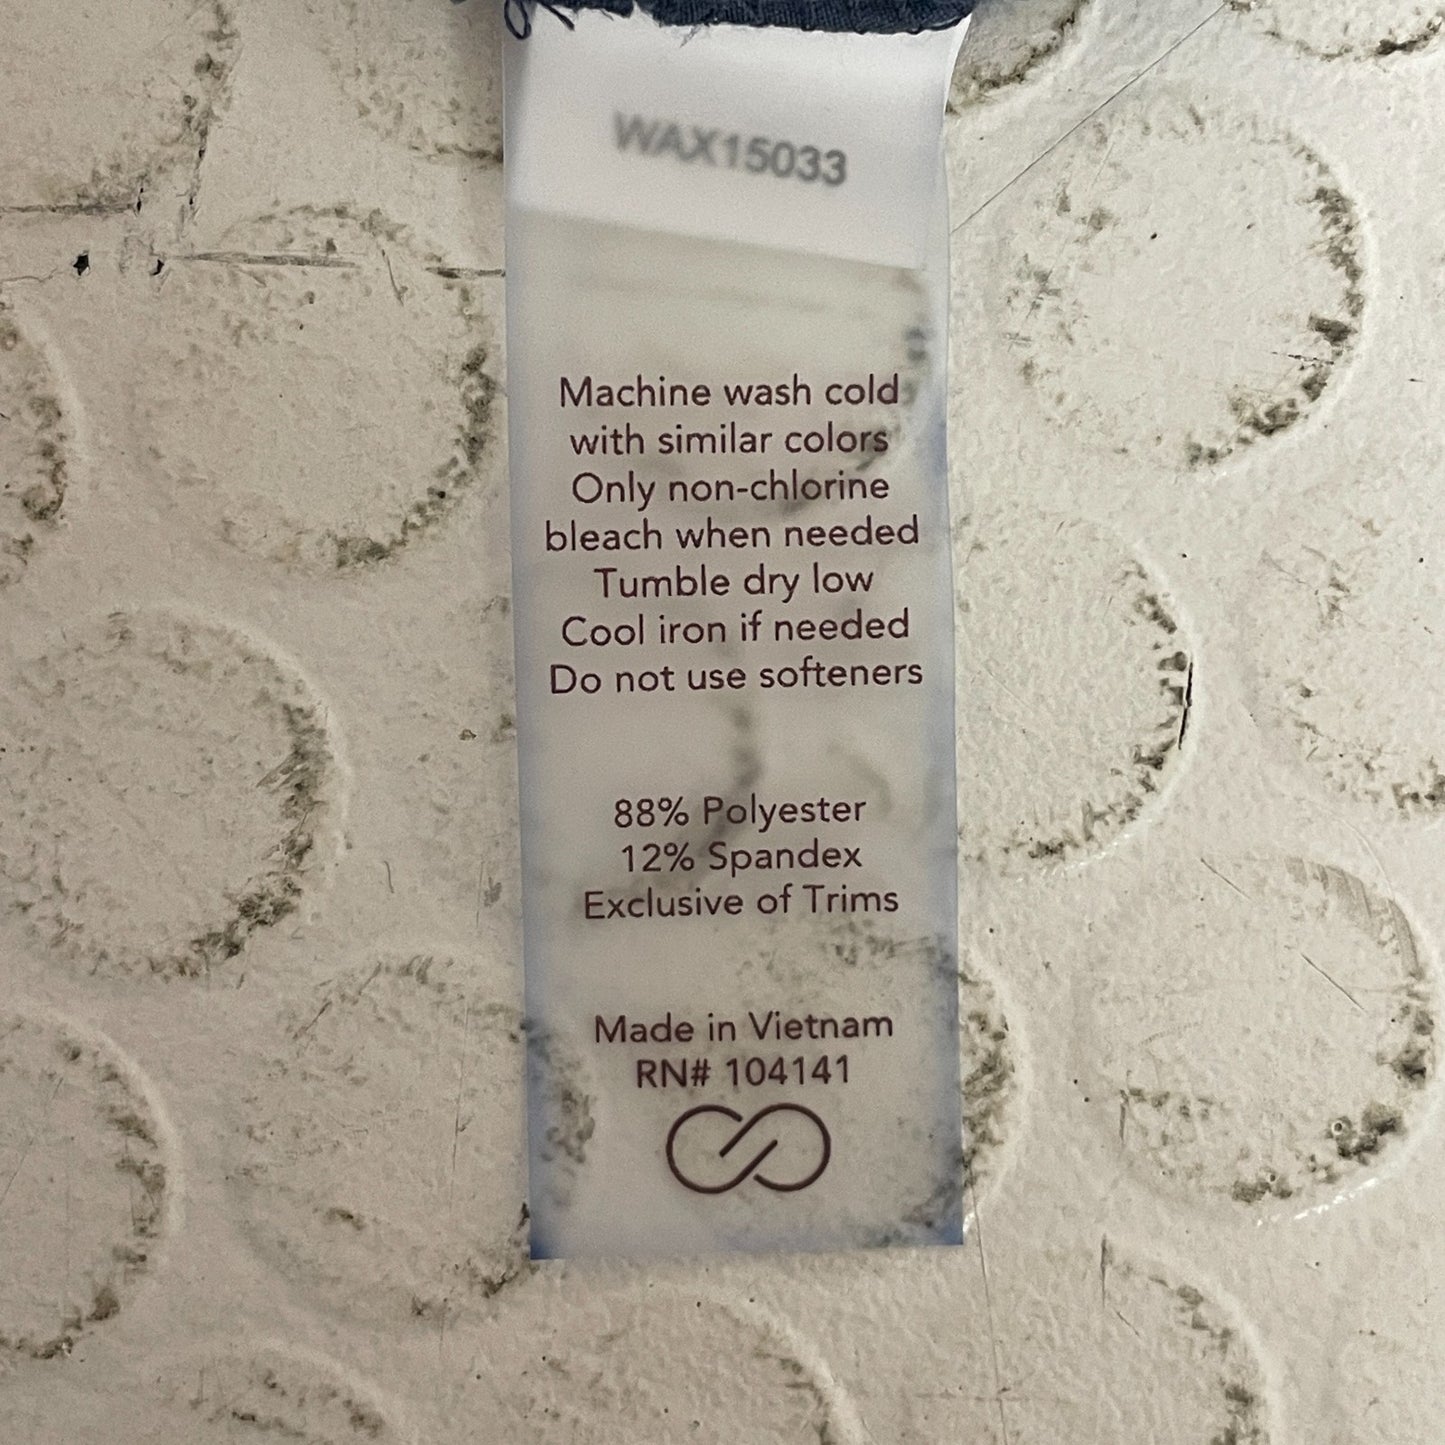 WAX15033
Machine wash cold
with similar colors
Only non-chlorine
bleach when needed
Tumble dry low
Cool iron if needed
Do not use softeners
88% Polyester
12% Spandex
Exclusive of Trims
Made in Vietnam
RN# 104141